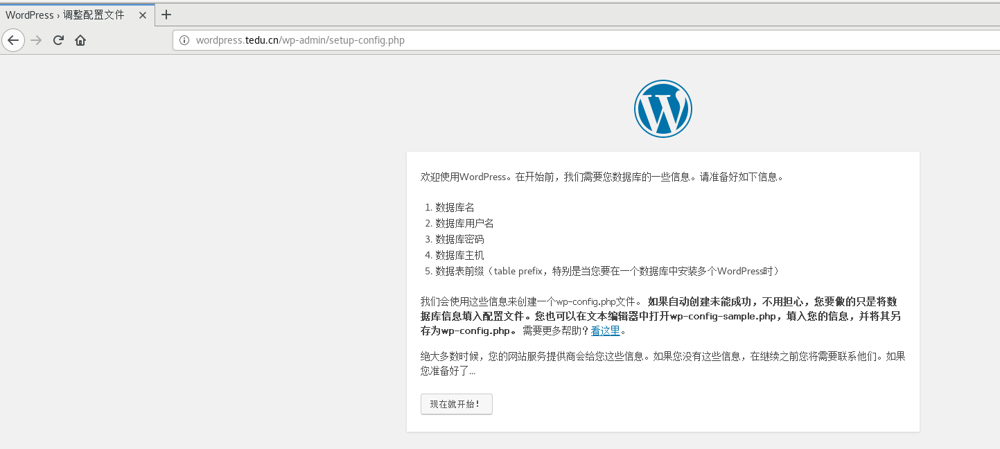 WordPress › 调整配置文件
wordpress.tedu.cn/wp-admin/setup-config.php
欢迎使用WordPress。在开始前，我们需要您数据库的一些信息。请准备好如下信息。
1. 数据库名
2. 数据库用户名
3. 数据库密码
4. 数据库主机
5. 数据表前缀（table prefix，特别是当您要在一个数据库中安装多个WordPress时）
我们会使用这些信息来创建一个wp-config.php文件。 如果自动创建未能成功，不用担心，您要做的只是将数
据库信息填入配置文件。您也可以在文本编辑器中打开wp-config-sample.php，填入您的信息，并将其另
存为wp-config.php。 需要更多帮助？看这里。
绝大多数时候，您的网站服务提供商会给您这些信息。如果您没有这些信息，在继续之前您将需要联系他们。如果
您准备好了…
现在就开始！